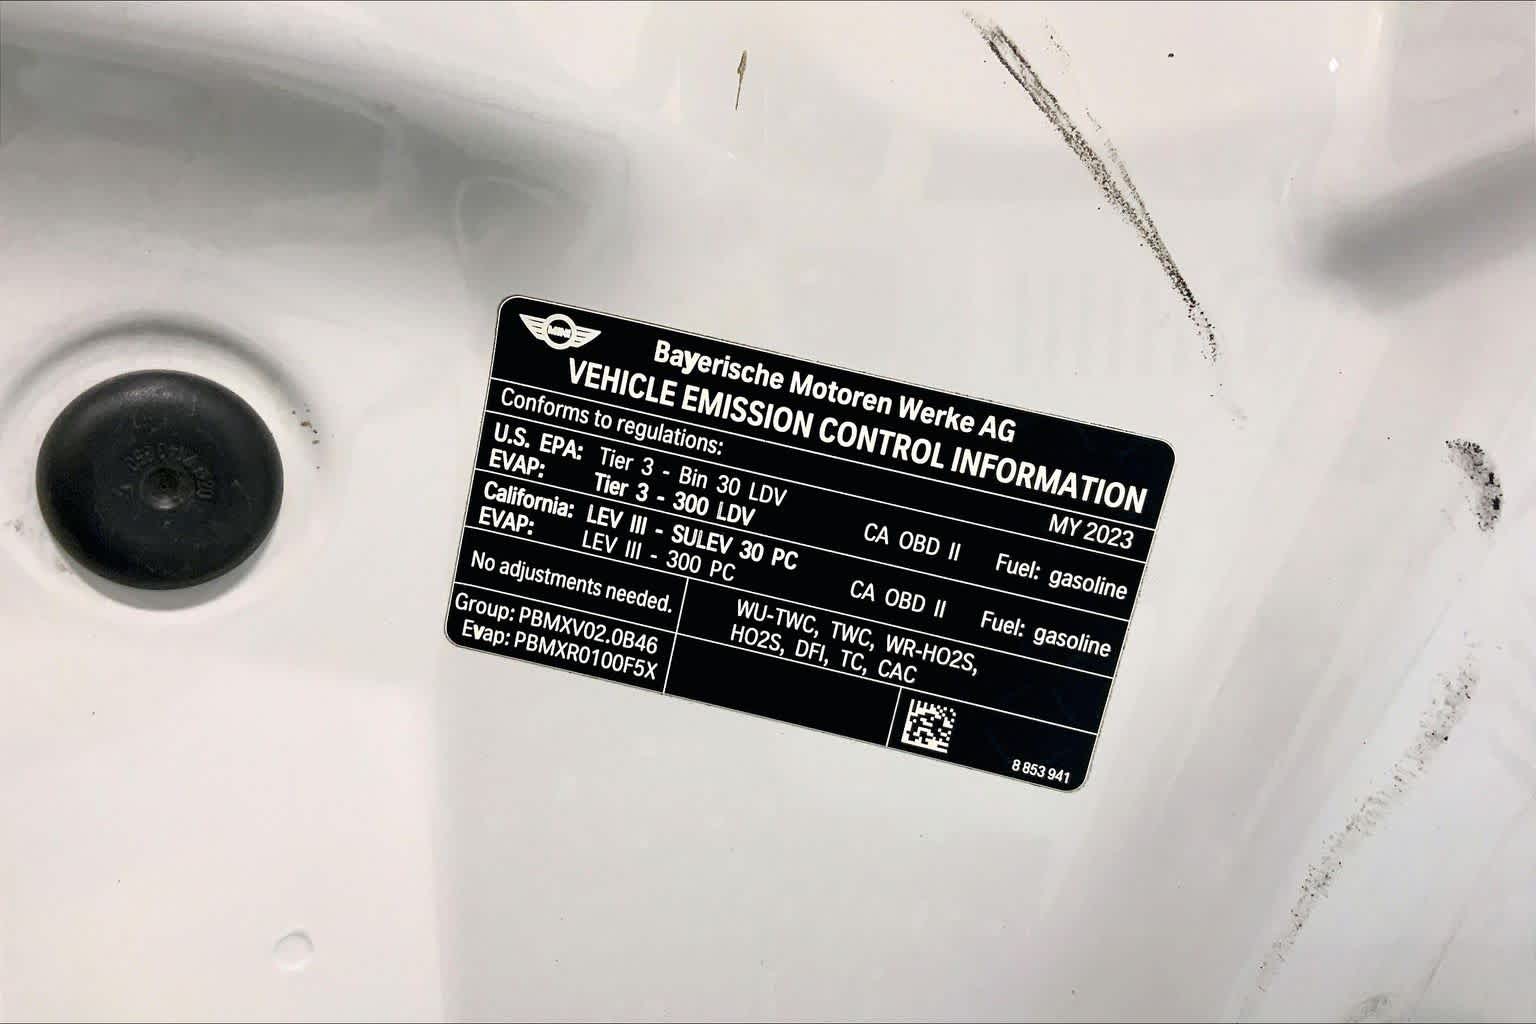 MINI
Bayerische Motoren Werke AG
VEHICLE EMISSION CONTROL INFORMATION
Conforms to regulations: MY 2023
U.S. EPA: Tier 3 - Bin 30 LDV CA OBD II Fuel: gasoline
EVAP: Tier 3 - 300 LDV
California: LEV III - SULEV 30 PC CA OBD II Fuel: gasoline
EVAP: LEV III - 300 PC
No adjustments needed. WU-TWC, TWC, WR-HO2S,
HO2S, DFI, TC, CAC
Group: PBMXV02.0B46
Evap: PBMXR0100F5X
8 853 941